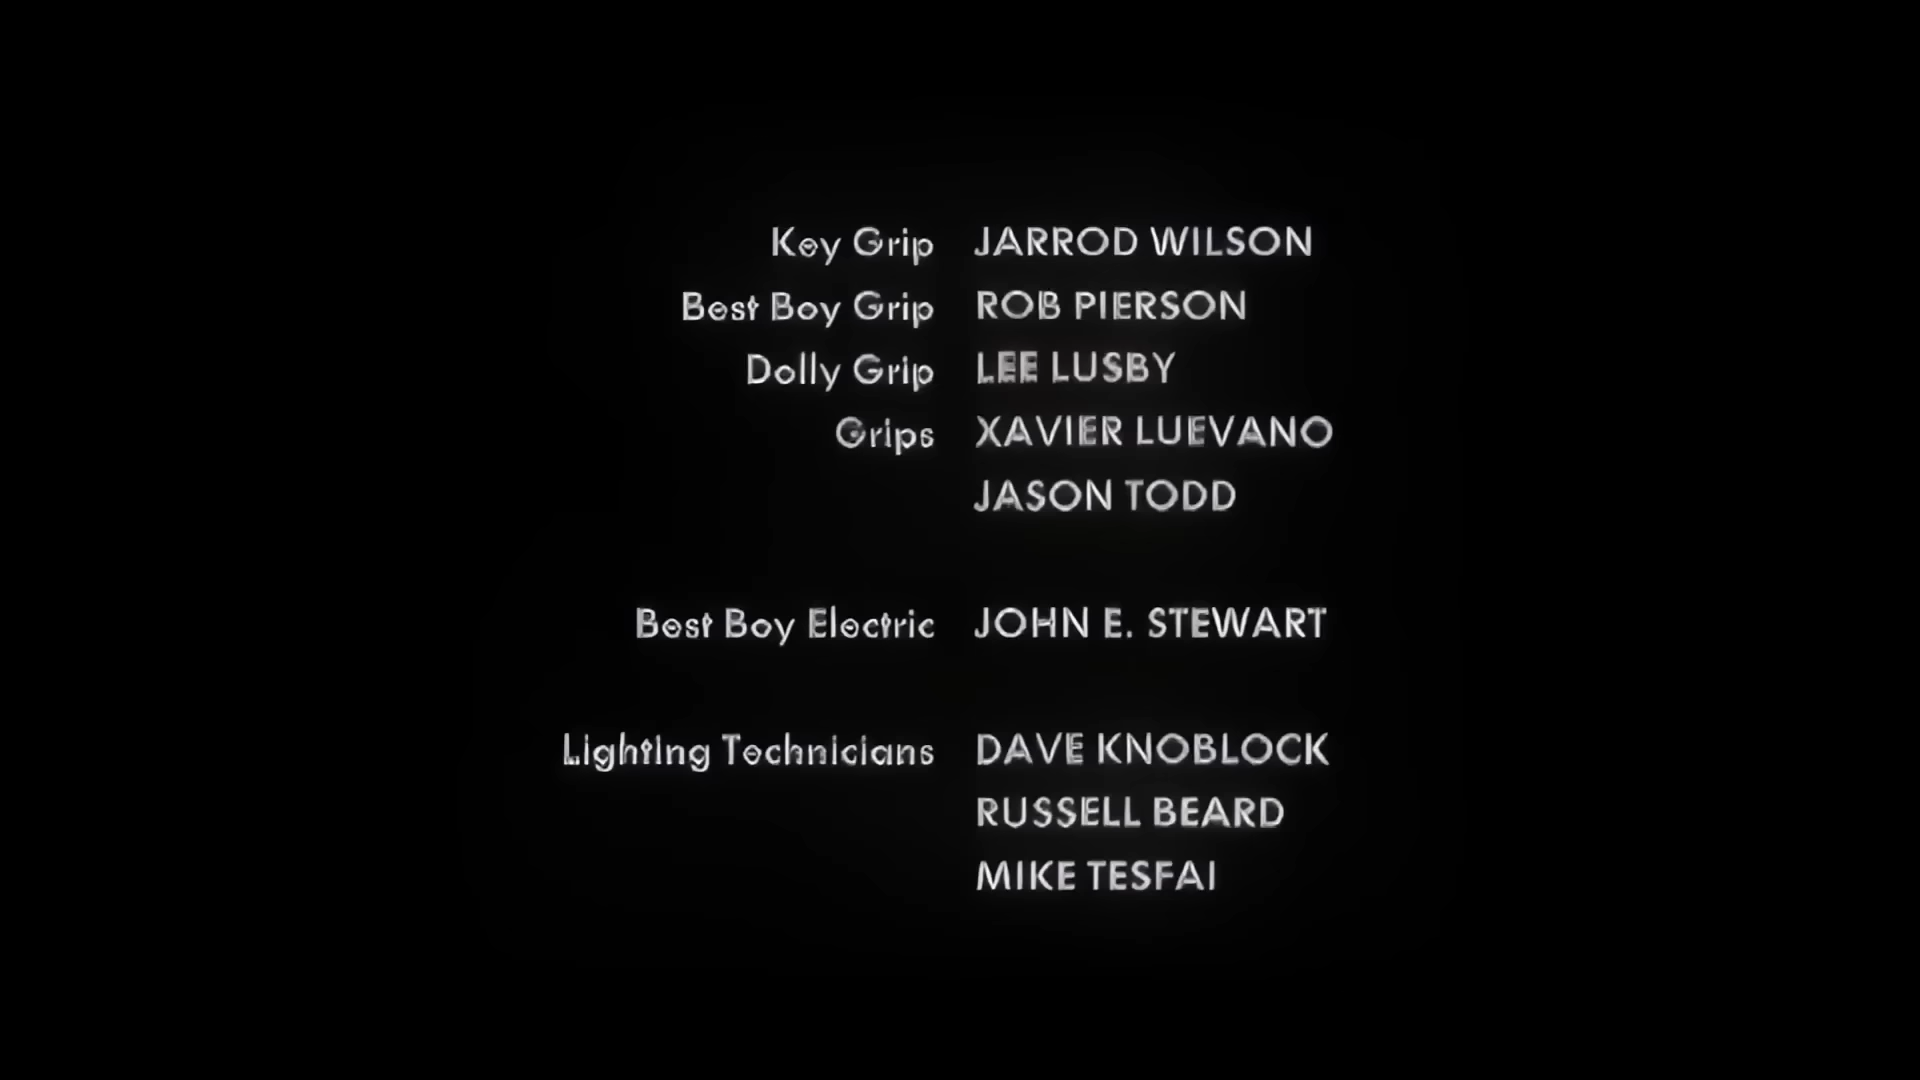 Key Grip JARROD WILSON
Best Boy Grip ROB PIERSON
Dolly Grip LEE LUSBY
Grips XAVIER LUEVANO
JASON TODD
Best Boy Electric JOHN E. STEWART
Lighting Technicians DAVE KNOBLOCK
RUSSELL BEARD
MIKE TESFAI